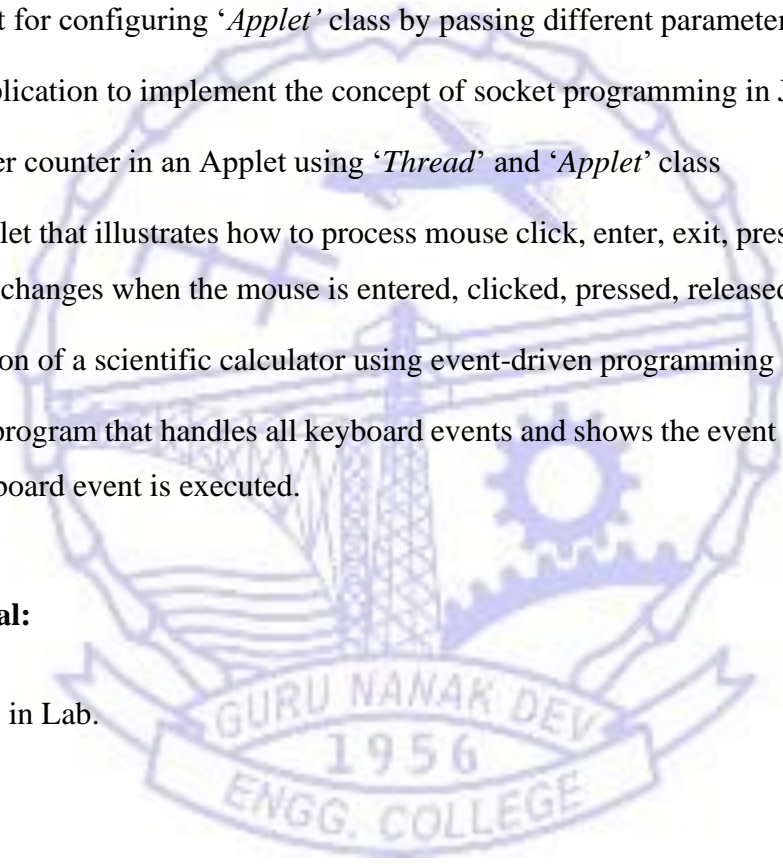 t for configuring ‘Applet’ class by passing different parameter
plication to implement the concept of socket programming in J
er counter in an Applet using ‘Thread’ and ‘Applet’ class
let that illustrates how to process mouse click, enter, exit, pres
changes when the mouse is entered, clicked, pressed, released
on of a scientific calculator using event-driven programming
program that handles all keyboard events and shows the event
board event is executed.
al:
in Lab.
GURU NANAK DEV
1956
ENGG. COLLEGE